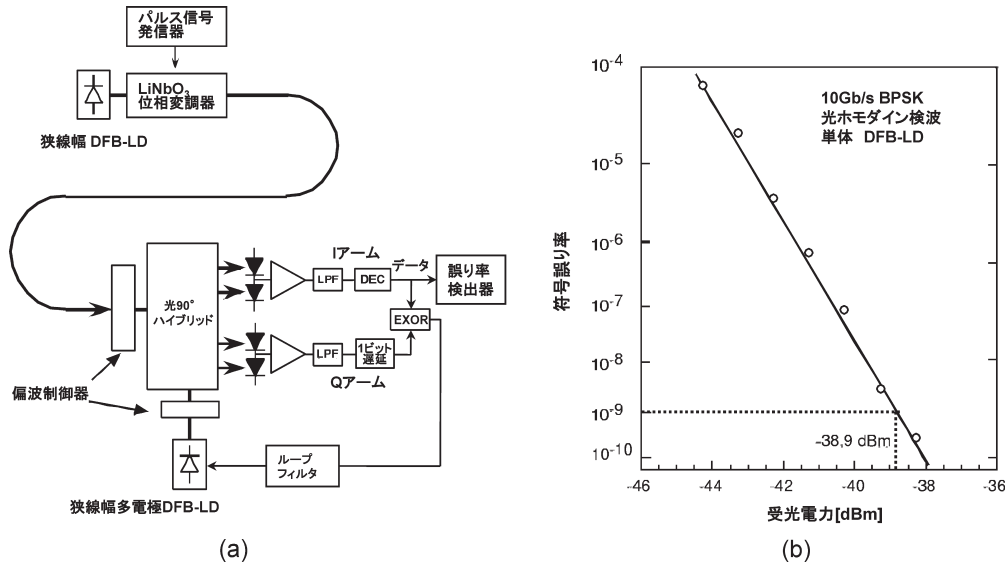 パルス信号
発信器
LiNbO3
位相変調器
狭線幅 DFB-LD
光90°
ハイブリッド
Iアーム
LPF
DEC
データ
誤り率
検出器
EXOR
LPF
1ビット
遅延
Qアーム
偏波制御器
ループ
フィルタ
狭線幅多電極DFB-LD
(a)
10Gb/s BPSK
光ホモダイン検波
単体 DFB-LD
符号誤り率
10-4
10-5
10-6
10-7
10-8
10-9
10-10
-38,9 dBm
-46
-44
-42
-40
-38
-36
受光電力[dBm]
(b)